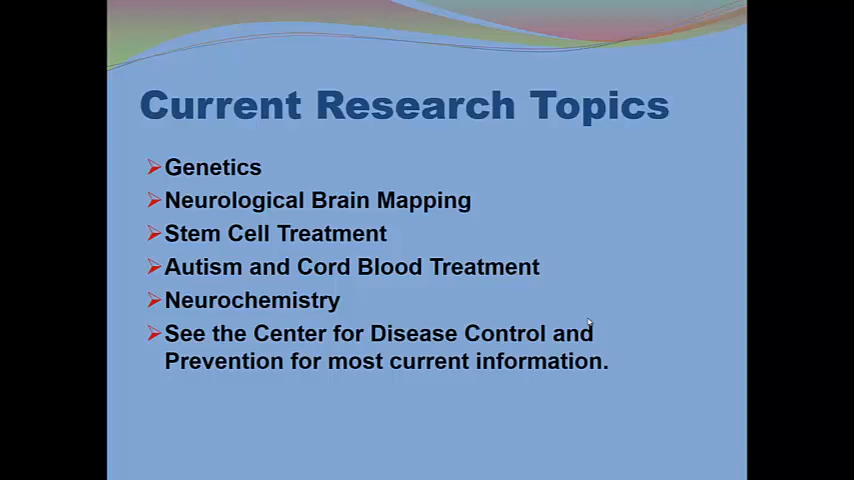 Current Research Topics
Genetics
Neurological Brain Mapping
Stem Cell Treatment
Autism and Cord Blood Treatment
Neurochemistry
See the Center for Disease Control and
Prevention for most current information.